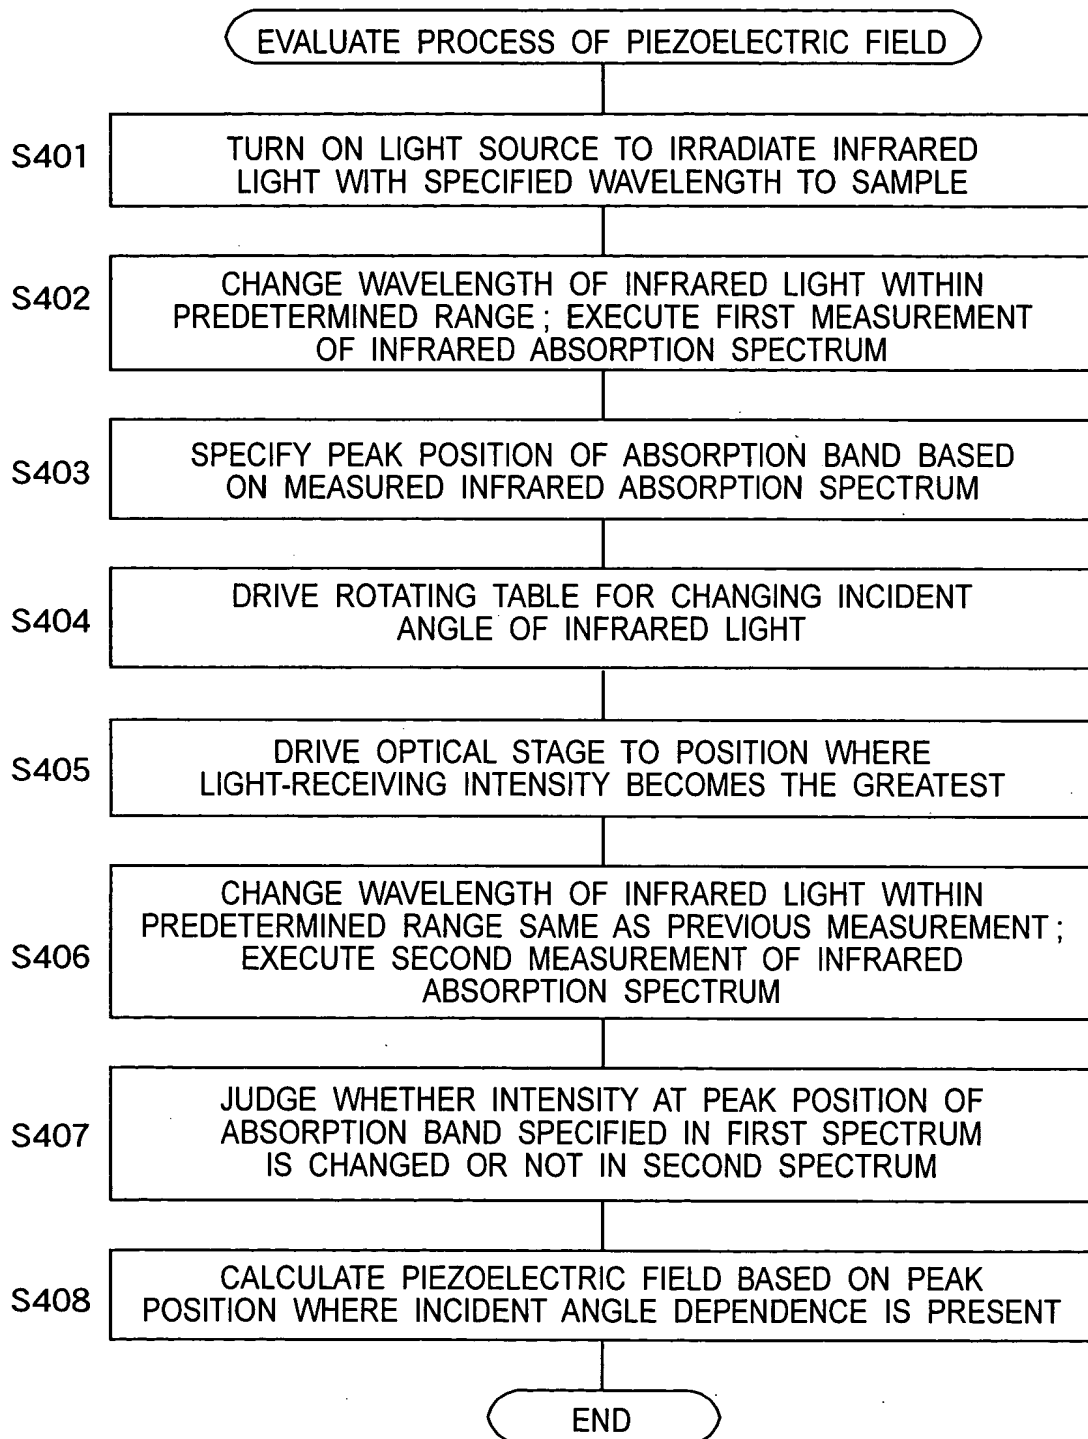 EVALUATE PROCESS OF PIEZOELECTRIC FIELD
S401
TURN ON LIGHT SOURCE TO IRRADIATE INFRARED
LIGHT WITH SPECIFIED WAVELENGTH TO SAMPLE
S402
CHANGE WAVELENGTH OF INFRARED LIGHT WITHIN
PREDETERMINED RANGE; EXECUTE FIRST MEASUREMENT
OF INFRARED ABSORPTION SPECTRUM
S403
SPECIFY PEAK POSITION OF ABSORPTION BAND BASED
ON MEASURED INFRARED ABSORPTION SPECTRUM
S404
DRIVE ROTATING TABLE FOR CHANGING INCIDENT
ANGLE OF INFRARED LIGHT
S405
DRIVE OPTICAL STAGE TO POSITION WHERE
LIGHT-RECEIVING INTENSITY BECOMES THE GREATEST
S406
CHANGE WAVELENGTH OF INFRARED LIGHT WITHIN
PREDETERMINED RANGE SAME AS PREVIOUS MEASUREMENT;
EXECUTE SECOND MEASUREMENT OF INFRARED
ABSORPTION SPECTRUM
S407
JUDGE WHETHER INTENSITY AT PEAK POSITION OF
ABSORPTION BAND SPECIFIED IN FIRST SPECTRUM
IS CHANGED OR NOT IN SECOND SPECTRUM
S408
CALCULATE PIEZOELECTRIC FIELD BASED ON PEAK
POSITION WHERE INCIDENT ANGLE DEPENDENCE IS PRESENT
END